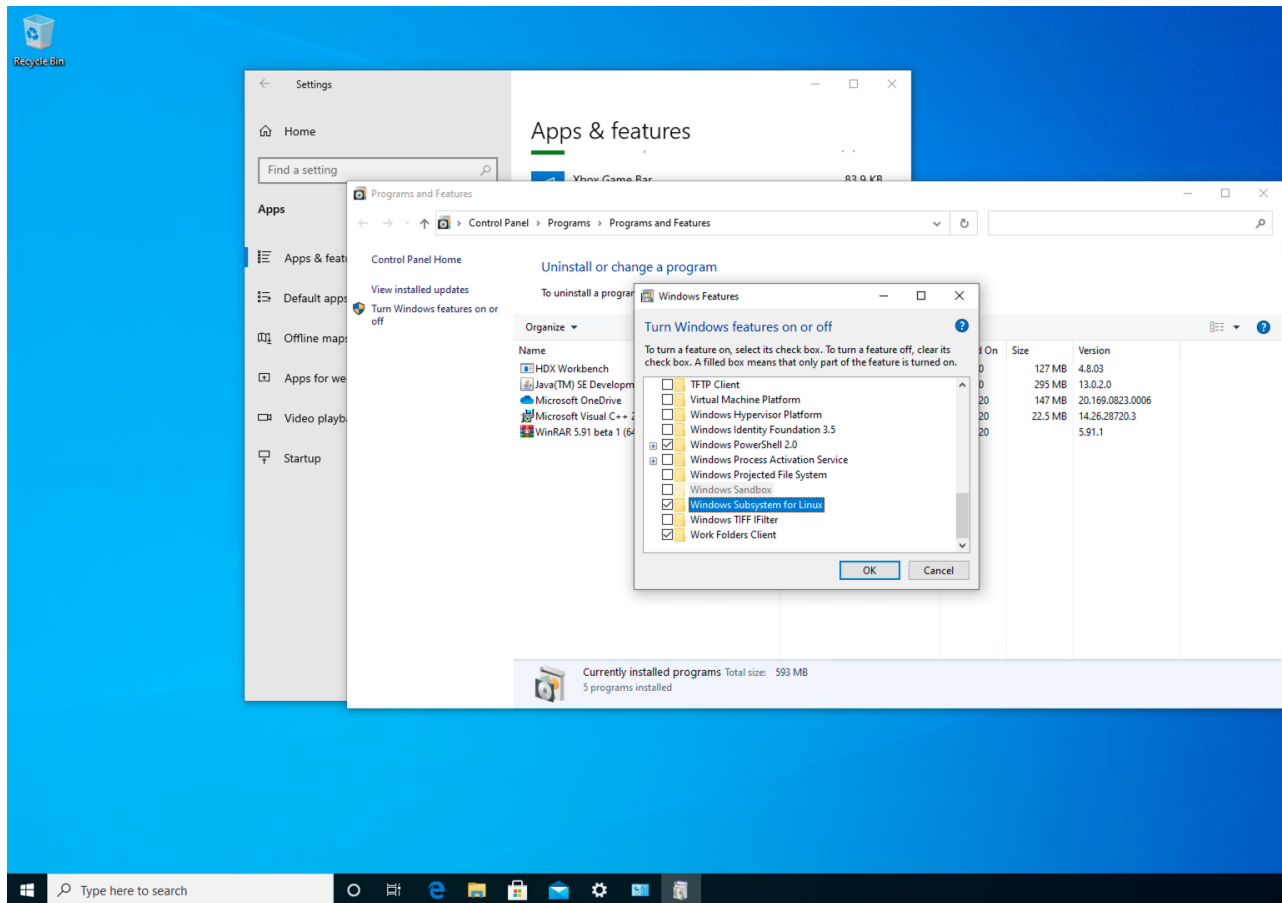 Recycle Bin
Settings
Home
Find a setting
Apps
Apps & feat
Default apps
Offline map
Apps for we
Video playb
Startup
Apps & features
Xbox Game Bar 83.9 KB
Programs and Features
Control Panel > Programs > Programs and Features
Control Panel Home
View installed updates
Turn Windows features on or
off
Uninstall or change a program
To uninstall a program
Organize
Name d On Size Version
HDX Workbench 0 127 MB 4.8.03
Java(TM) SE Developm 0 295 MB 13.0.2.0
Microsoft OneDrive 20 147 MB 20.169.0823.0006
Microsoft Visual C++ 2 20 22.5 MB 14.26.28720.3
WinRAR 5.91 beta 1 (64 20 5.91.1
Windows Features
Turn Windows features on or off
To turn a feature on, select its check box. To turn a feature off, clear its
check box. A filled box means that only part of the feature is turned on.
TFTP Client
Virtual Machine Platform
Windows Hypervisor Platform
Windows Identity Foundation 3.5
Windows PowerShell 2.0
Windows Process Activation Service
Windows Projected File System
Windows Sandbox
Windows Subsystem for Linux
Windows TIFF IFilter
Work Folders Client
OK Cancel
Currently installed programs Total size: 593 MB
5 programs installed
Type here to search